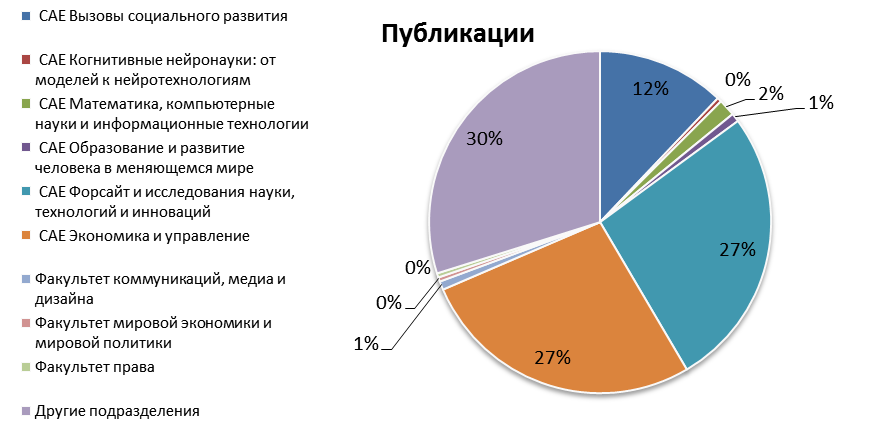 САЕ Вызовы социального развития
САЕ Когнитивные нейронауки: от
моделей к нейротехнологиям
САЕ Математика, компьютерные
науки и информационные технологии
САЕ Образование и развитие
человека в меняющемся мире
САЕ Форсайт и исследования науки,
технологий и инноваций
САЕ Экономика и управление
Факультет коммуникаций, медиа и
дизайна
Факультет мировой экономики и
мировой политики
Факультет права
Другие подразделения
Публикации
12%
0%
2%
1%
27%
27%
1%
0%
0%
30%